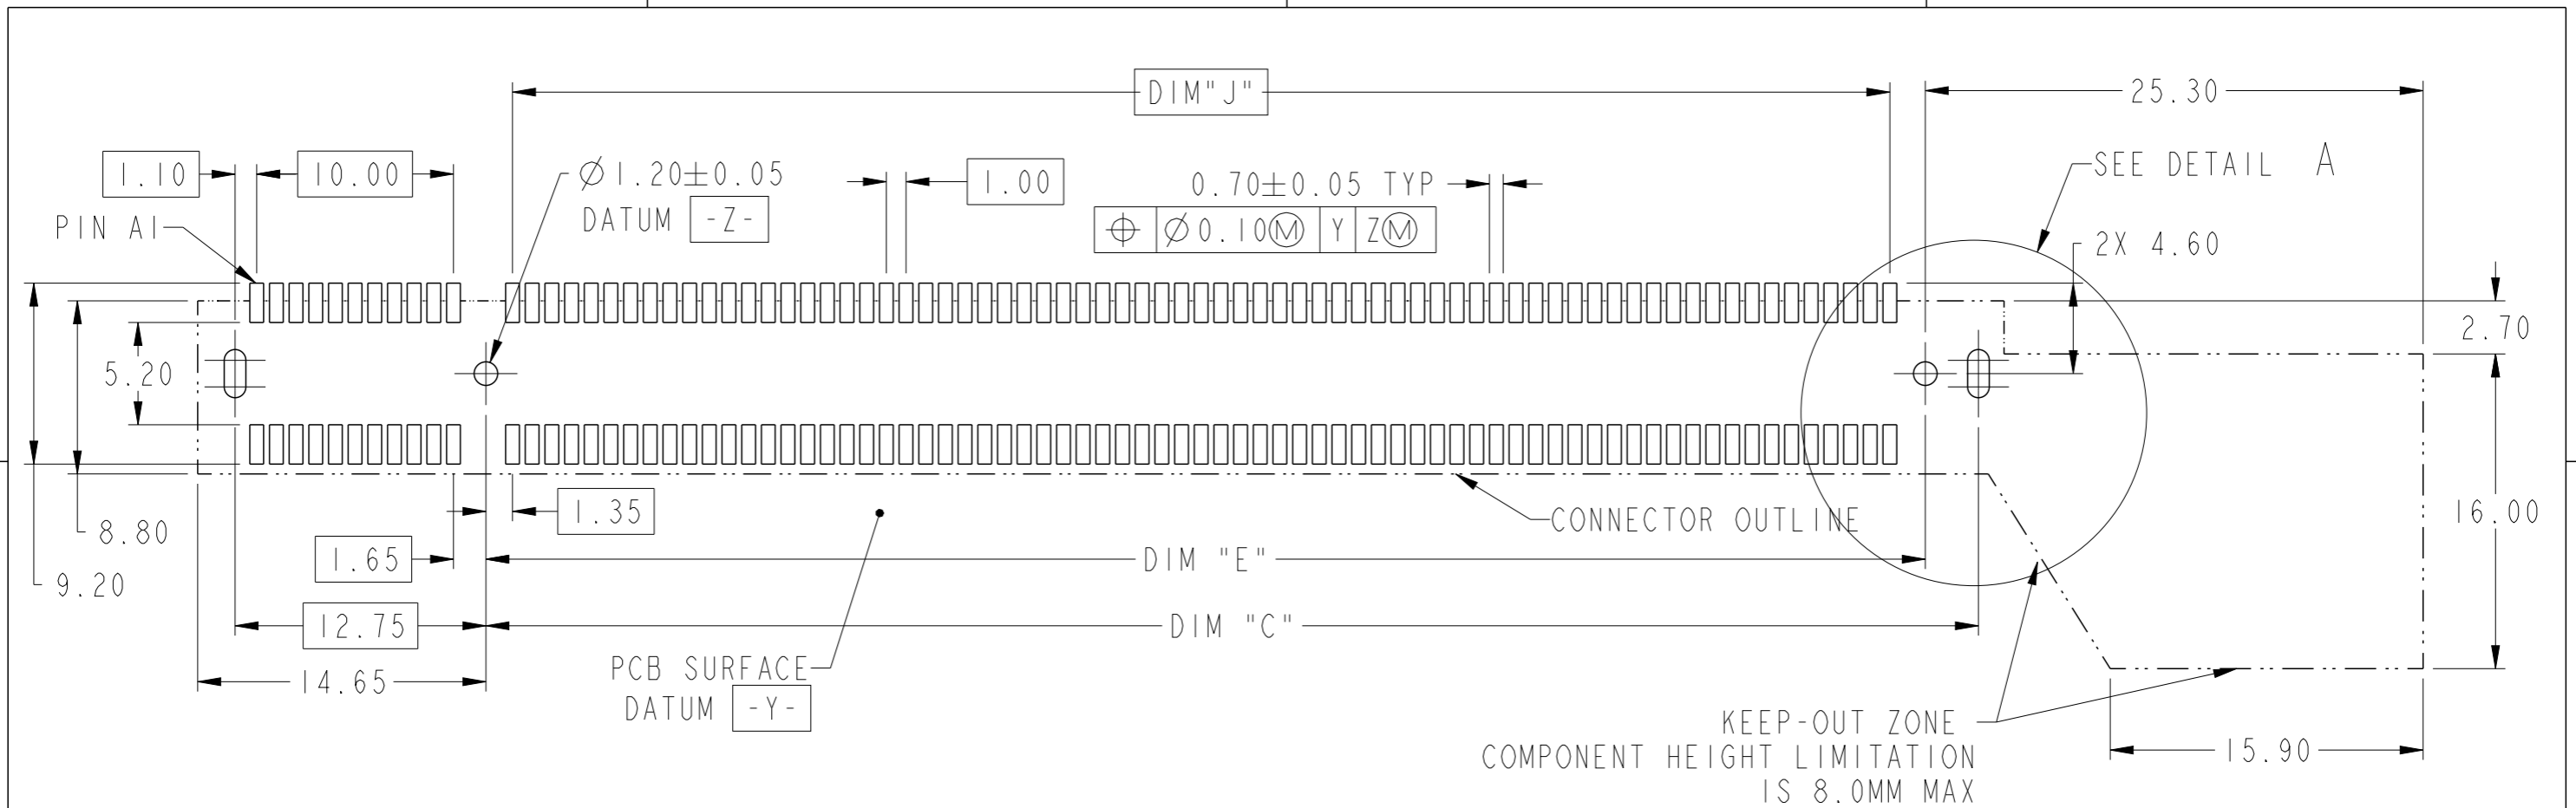 DIM"J"
25.30
1.10
10.00
Ø1.20±0.05
DATUM -Z-
1.00
0.70±0.05 TYP
⌖ Ø0.10Ⓜ Y ZⓂ
SEE DETAIL A
PIN A1
2X 4.60
2.70
5.20
8.80
9.20
1.35
CONNECTOR OUTLINE
16.00
1.65
DIM "E"
12.75
DIM "C"
14.65
PCB SURFACE
DATUM -Y-
KEEP-OUT ZONE
COMPONENT HEIGHT LIMITATION
IS 8.0MM MAX
15.90